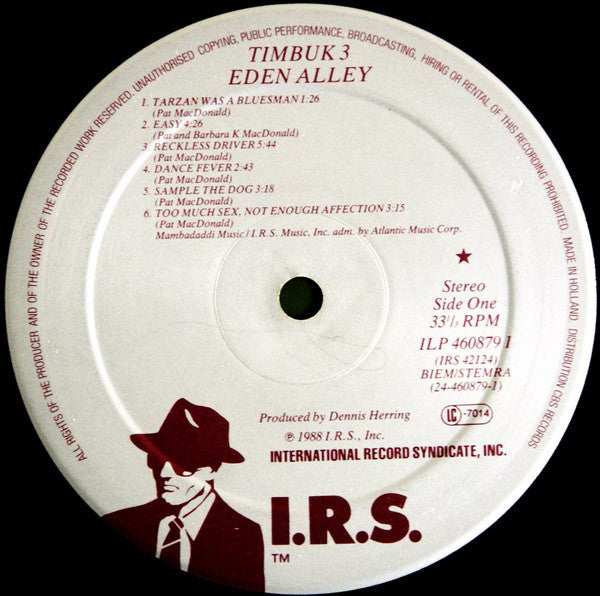 ALL RIGHTS OF THE PRODUCER AND OF THE OWNER OF THE RECORDED WORK RESERVED. UNAUTHORISED COPYING, PUBLIC PERFORMANCE, BROADCASTING, HIRING OR RENTAL OF THIS RECORDING PROHIBITED. MADE IN HOLLAND DISTRIBUTION CBS RECORDS
TIMBUK 3
EDEN ALLEY
1. TARZAN WAS A BLUESMAN 1:26
(Pat MacDonald)
2. EASY 4:26
(Pat and Barbara K MacDonald)
3. RECKLESS DRIVER 5:44
(Pat MacDonald)
4. DANCE FEVER 2:43
(Pat MacDonald)
5. SAMPLE THE DOG 3:18
(Pat MacDonald)
6. TOO MUCH SEX, NOT ENOUGH AFFECTION 3:15
(Pat MacDonald)
Mambadaddi Music / I.R.S. Music, Inc. adm. by Atlantic Music Corp.
Stereo
Side One
33 1/3 RPM
ILP 460879 1
(IRS 42124)
BIEM/STEMRA
(24-460879-1)
LC -7014
Produced by Dennis Herring
℗ 1988 I.R.S., Inc.
INTERNATIONAL RECORD SYNDICATE, INC.
I.R.S.
TM